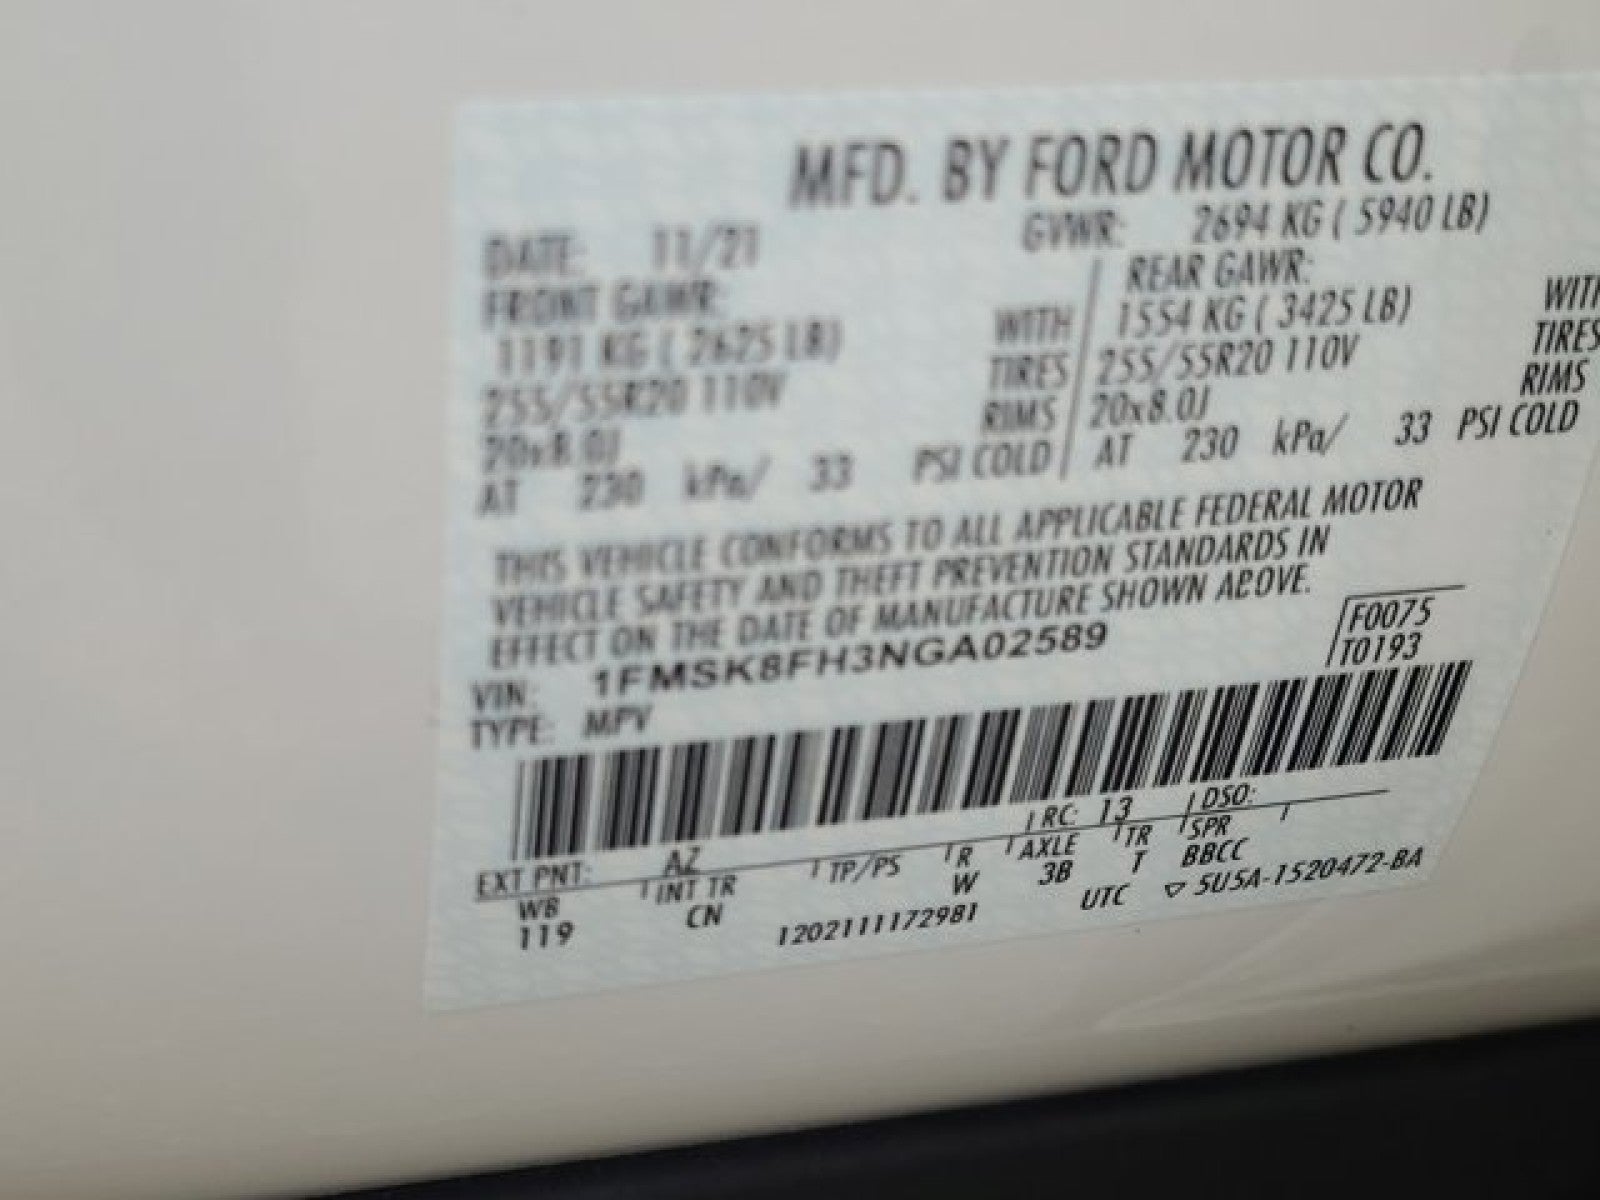 MFD. BY FORD MOTOR CO.
DATE: 11/21 GVWR: 2694 KG ( 5940 LB)
FRONT GAWR: REAR GAWR:
1191 KG ( 2625 LB) WITH 1554 KG ( 3425 LB) WITH
255/55R20 110V TIRES 255/55R20 110V TIRES
20x8.0J RIMS 20x8.0J RIMS
AT 230 kPa/ 33 PSI COLD AT 230 kPa/ 33 PSI COLD
THIS VEHICLE CONFORMS TO ALL APPLICABLE FEDERAL MOTOR
VEHICLE SAFETY AND THEFT PREVENTION STANDARDS IN
EFFECT ON THE DATE OF MANUFACTURE SHOWN ABOVE.
VIN: 1FMSK8FH3NGA02589 F0075
TYPE: MPV T0193
EXT PNT: AZ RC: 13 DSO:
WB INT TR TP/PS R AXLE TR SPR
119 CN W 3B T BBCC
1202111172981 UTC ▽ 5U5A-1520472-BA